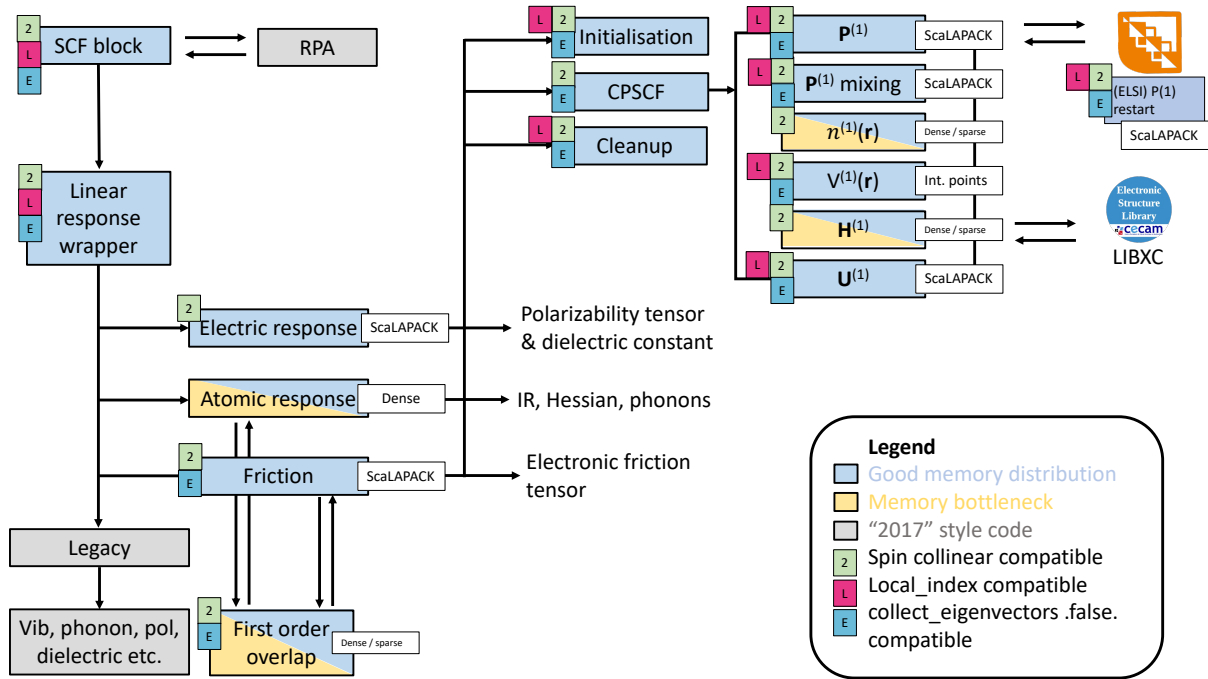 2
SCF block
L
E
RPA
2
Linear
response
wrapper
L
E
2
Electric response
ScaLAPACK
Polarizability tensor
& dielectric constant
Atomic response
Dense
IR, Hessian, phonons
2
E
Friction
ScaLAPACK
Electronic friction
tensor
Legacy
Vib, phonon, pol,
dielectric etc.
2
E
First order
overlap
Dense / sparse
L 2
E
Initialisation
2
E
CPSCF
L 2
E
Cleanup
L 2
E
P(1)
ScaLAPACK
L 2
E
P(1) mixing
ScaLAPACK
2
n(1)(r)
Dense / sparse
L 2
E
V(1)(r)
Int. points
2
H(1)
Dense / sparse
L 2
E
U(1)
ScaLAPACK
L 2
E
(ELSI) P(1)
restart
ScaLAPACK
Electronic
Structure
Library
cecam
LIBXC
Legend
Good memory distribution
Memory bottleneck
“2017” style code
2 Spin collinear compatible
L Local_index compatible
E collect_eigenvectors .false.
compatible